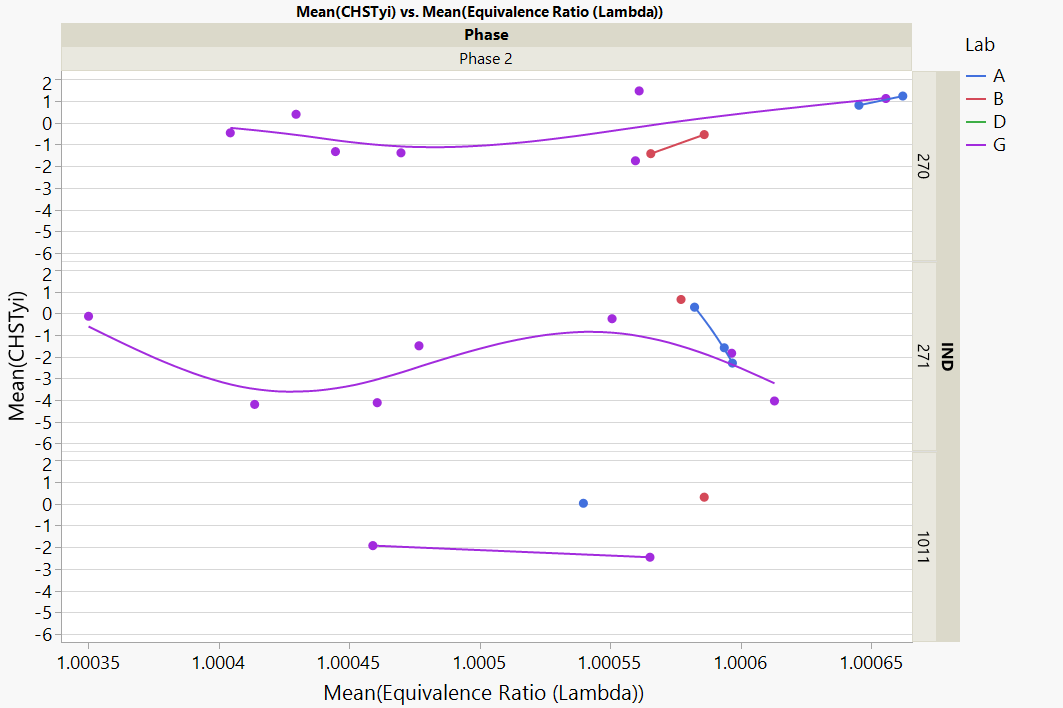 Mean(CHSTyi) vs. Mean(Equivalence Ratio (Lambda))
Phase
Phase 2
Lab
A
B
D
G
Mean(CHSTyi)
2
1
0
-1
-2
-3
-4
-5
-6
270
2
1
0
-1
-2
-3
-4
-5
-6
271
IND
2
1
0
-1
-2
-3
-4
-5
-6
1011
1.00035 1.0004 1.00045 1.0005 1.00055 1.0006 1.00065
Mean(Equivalence Ratio (Lambda))